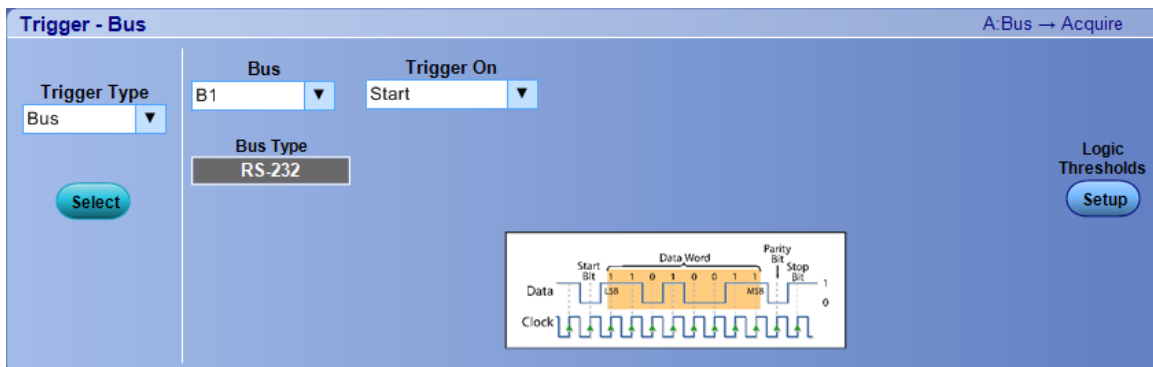 Trigger - Bus
A:Bus → Acquire
Trigger Type
Bus
Select
Bus
B1
Trigger On
Start
Bus Type
RS-232
Logic
Thresholds
Setup
Start
Bit
Data Word
Parity
Bit
Stop
Bit
1 1 0 1 0 0 1 1
Data
LSB
MSB
1
0
Clock